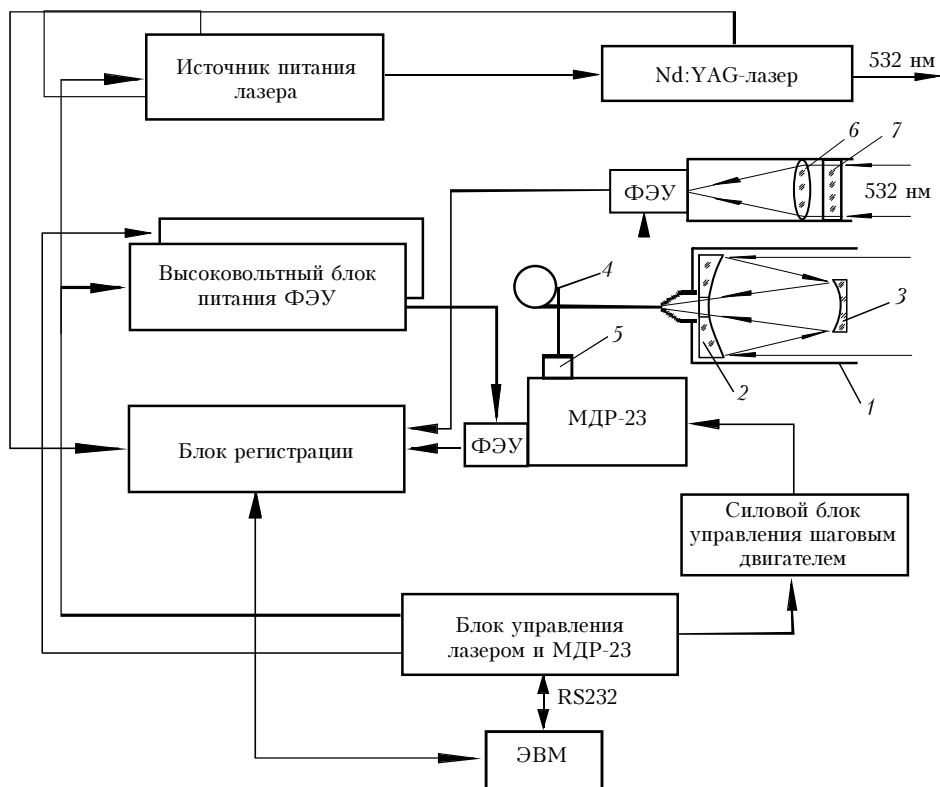 Источник питания
лазера
Nd:YAG-лазер
532 нм
6
7
ФЭУ
532 нм
Высоковольтный блок
питания ФЭУ
4
3
5
2
1
МДР-23
ФЭУ
Блок регистрации
Силовой блок
управления шаговым
двигателем
Блок управления
лазером и МДР-23
RS232
ЭВМ